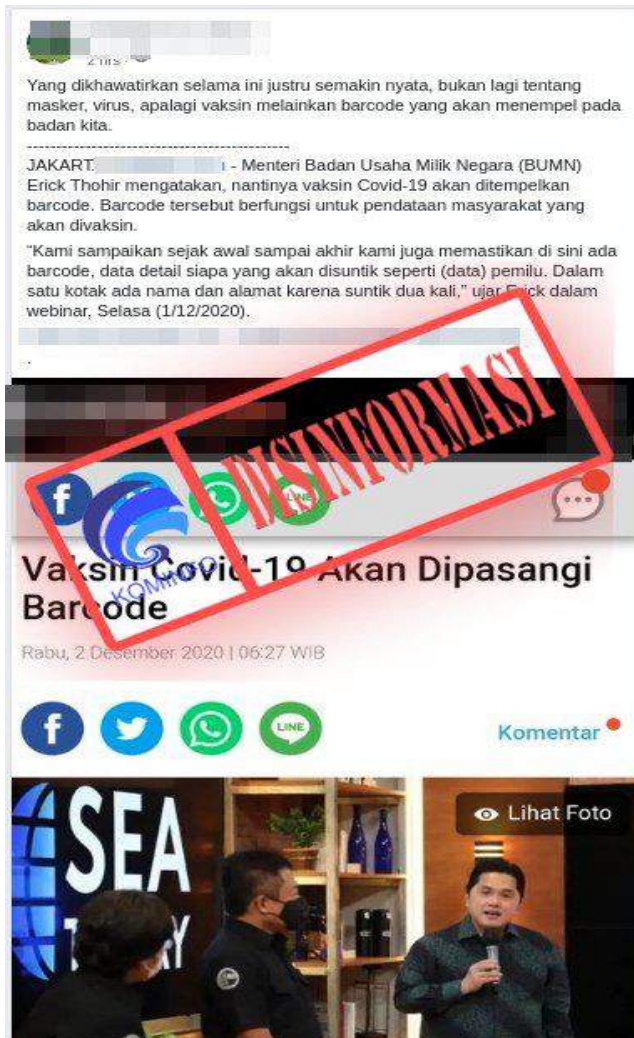 2 hrs
Yang dikhawatirkan selama ini justru semakin nyata, bukan lagi tentang
masker, virus, apalagi vaksin melainkan barcode yang akan menempel pada
badan kita.
----------------------------------------------
JAKART - Menteri Badan Usaha Milik Negara (BUMN)
Erick Thohir mengatakan, nantinya vaksin Covid-19 akan ditempelkan
barcode. Barcode tersebut berfungsi untuk pendataan masyarakat yang
akan divaksin.
“Kami sampaikan sejak awal sampai akhir kami juga memastikan di sini ada
barcode, data detail siapa yang akan disuntik seperti (data) pemilu. Dalam
satu kotak ada nama dan alamat karena suntik dua kali,” ujar Erick dalam
webinar, Selasa (1/12/2020).
.
DISINFORMASI
KOMINFO
LINE
Vaksin Covid-19 Akan Dipasangi
Barcode
Rabu, 2 Desember 2020 | 06:27 WIB
LINE
Komentar
Lihat Foto
SEA